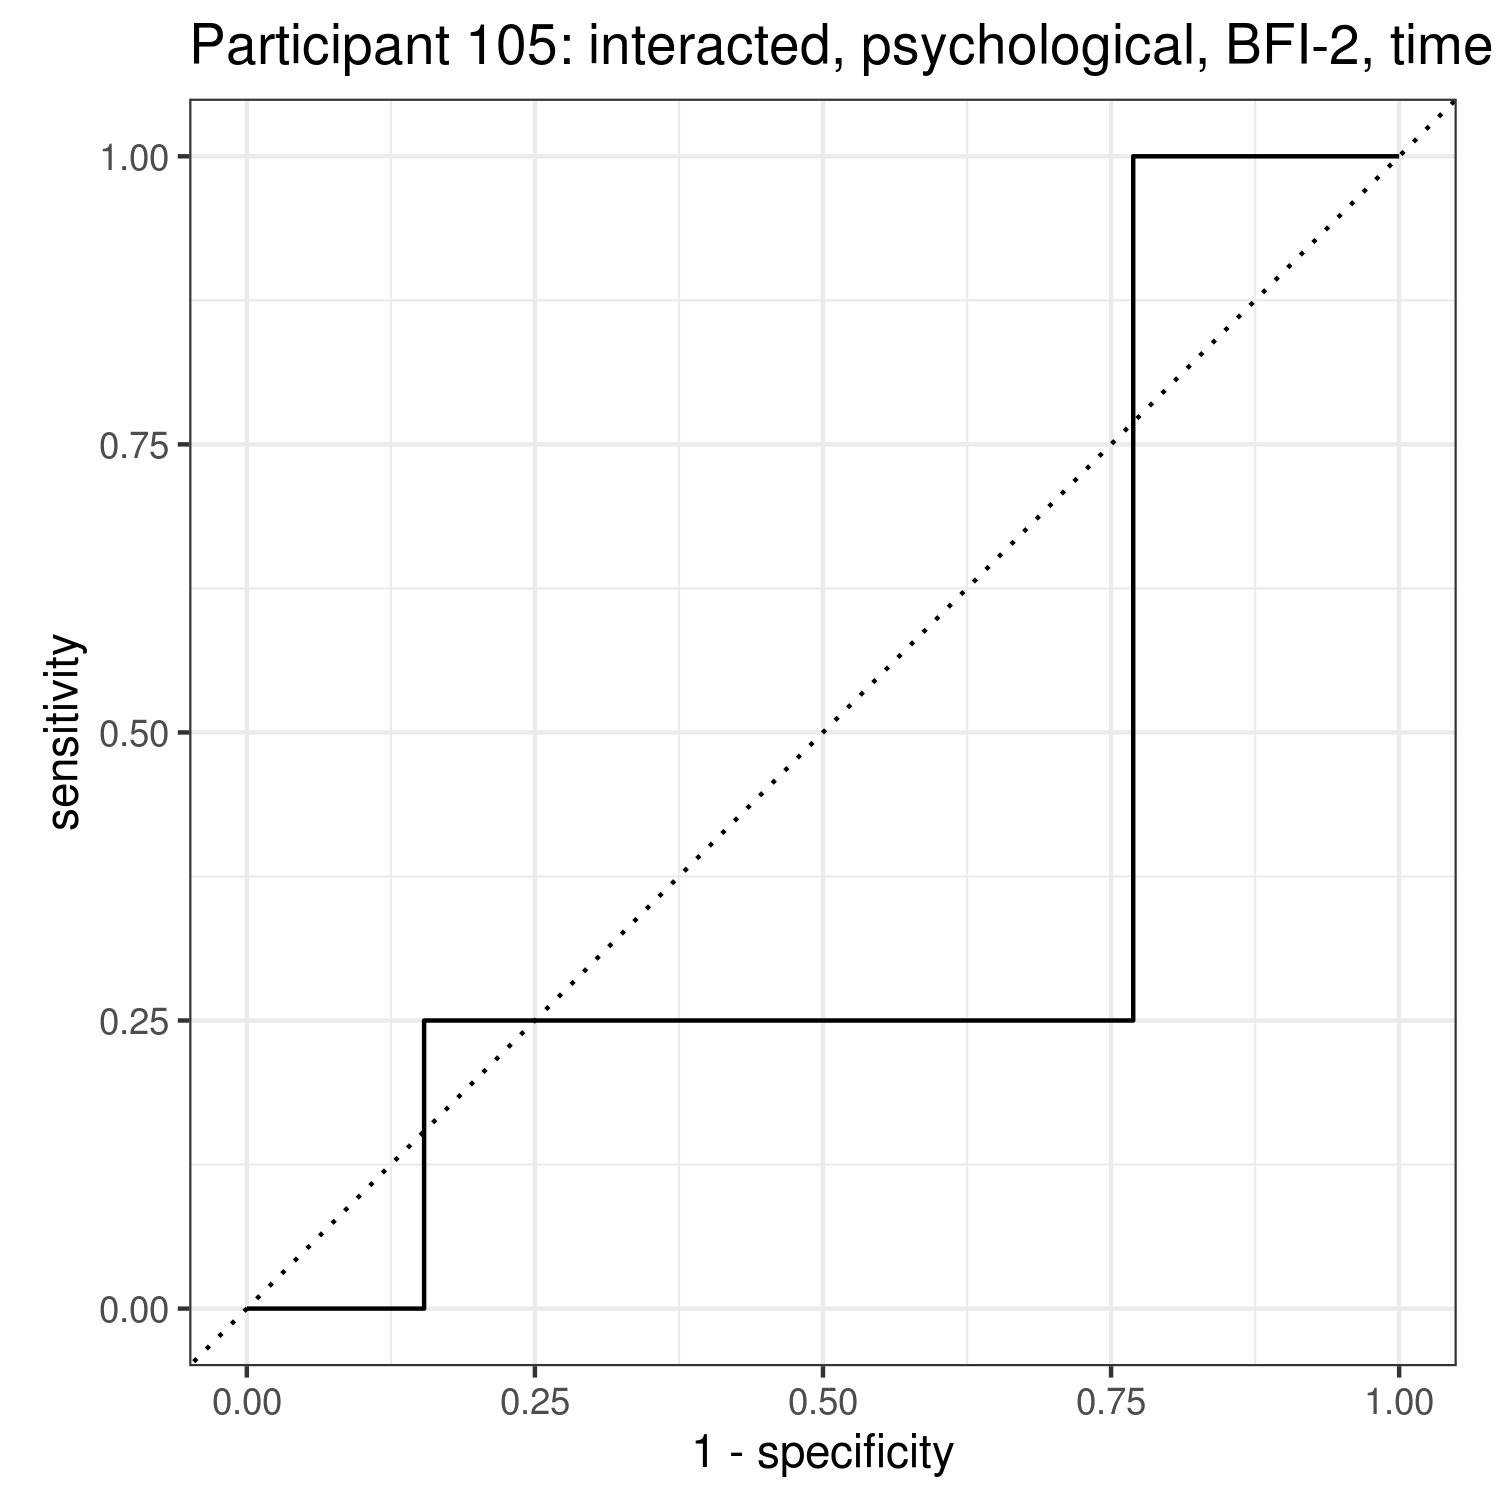 Participant 105: interacted, psychological, BFI-2, time
1.00
0.75
0.50
0.25
0.00
sensitivity
0.00 0.25 0.50 0.75 1.00
1 - specificity